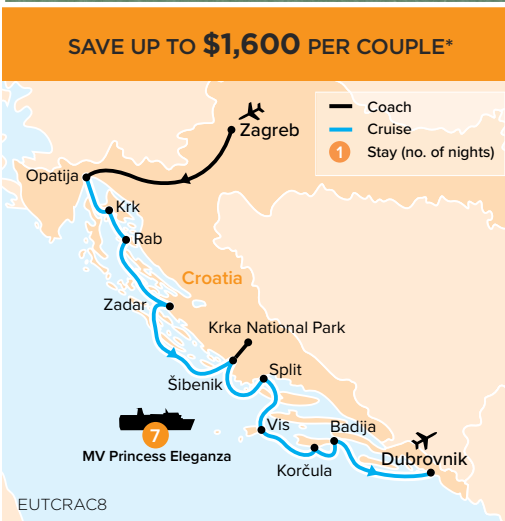 SAVE UP TO $1,600 PER COUPLE*
Coach
Cruise
1 Stay (no. of nights)
Zagreb
Opatija
Krk
Rab
Croatia
Zadar
Krka National Park
Šibenik
Split
7
MV Princess Eleganza
Vis
Badija
Korčula
Dubrovnik
EUTCRAC8